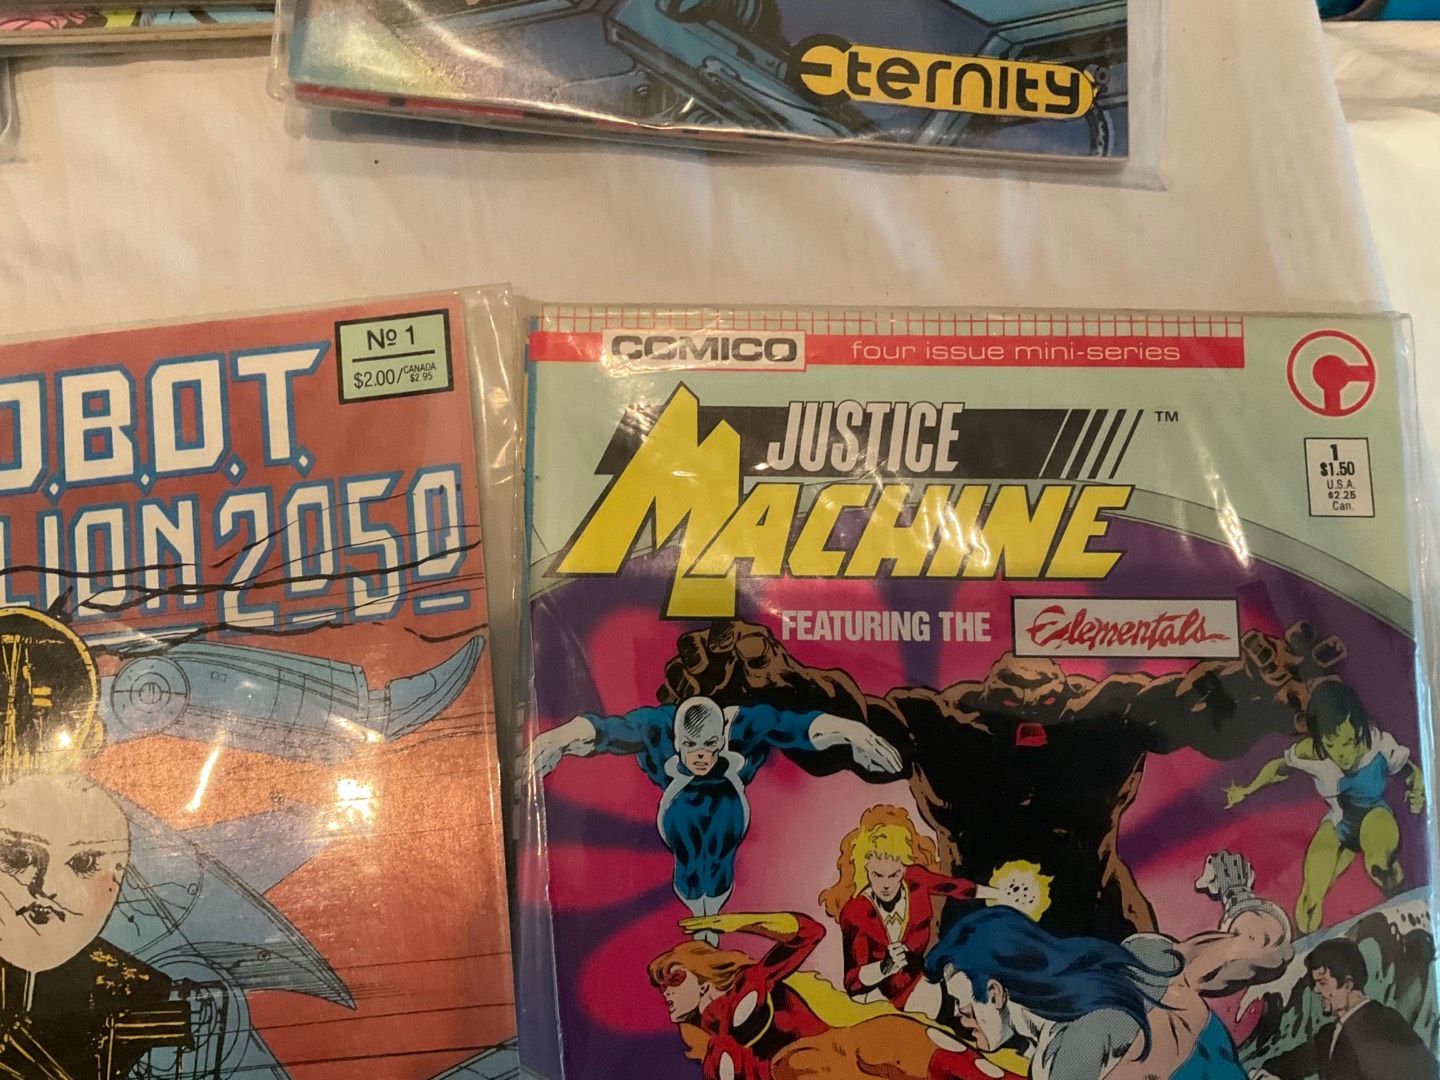 Eternity
O.B.O.T.
LION 2050
Nº 1
$2.00/CANADA $2.95
COMICO
four issue mini-series
JUSTICE
MACHINE
TM
FEATURING THE
Elementals
1
$1.50
U.S.A.
$2.25
Can.